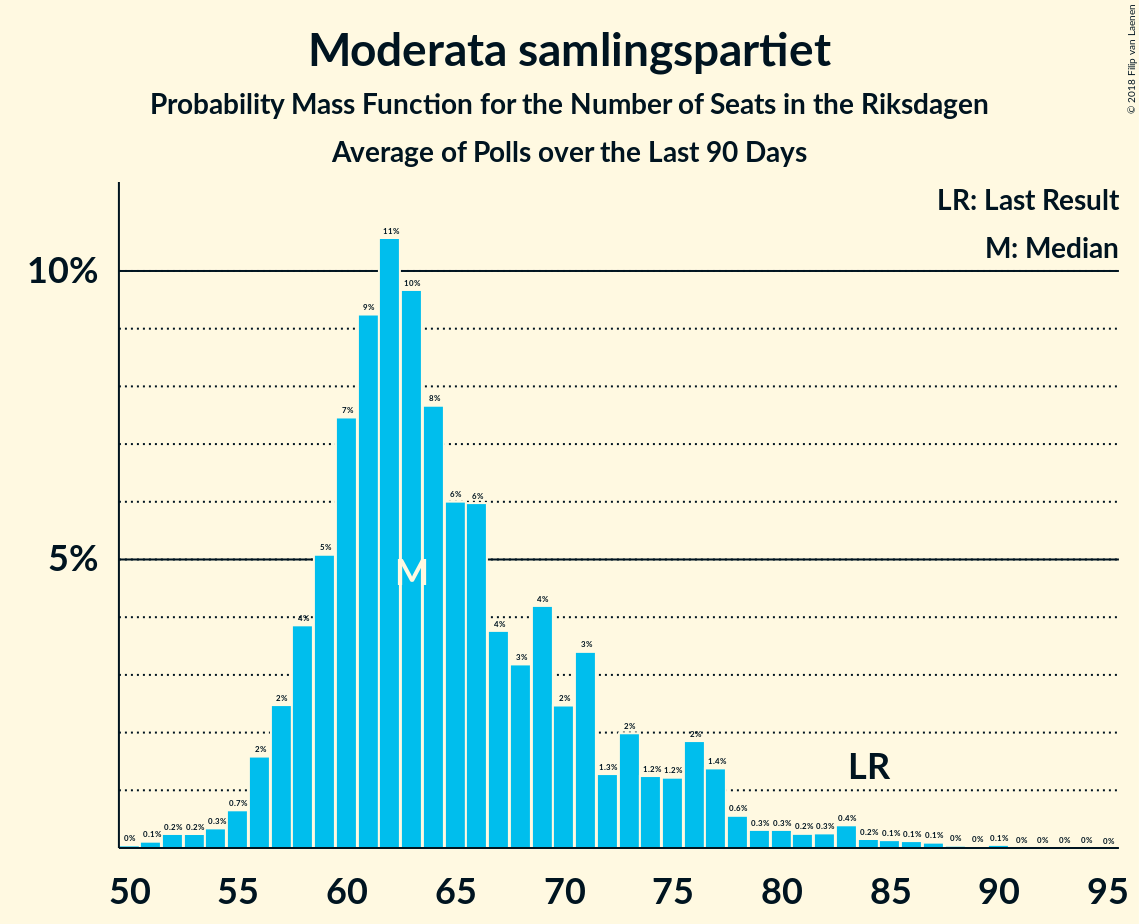 Moderata samlingspartiet
Probability Mass Function for the Number of Seats in the Riksdagen
Average of Polls over the Last 90 Days
© 2018 Filip van Laenen
LR: Last Result
M: Median
10%
5%
0% 0.1% 0.2% 0.2% 0.3% 0.7% 2% 2% 4% 5% 7% 9% 11% 10% 8% 6% 6% 4% 3% 4% 2% 3% 1.3% 2% 1.2% 1.2% 2% 1.4% 0.6% 0.3% 0.3% 0.2% 0.3% 0.4% 0.2% 0.1% 0.1% 0.1% 0% 0% 0.1% 0% 0% 0% 0% 0%
M
LR
50 55 60 65 70 75 80 85 90 95